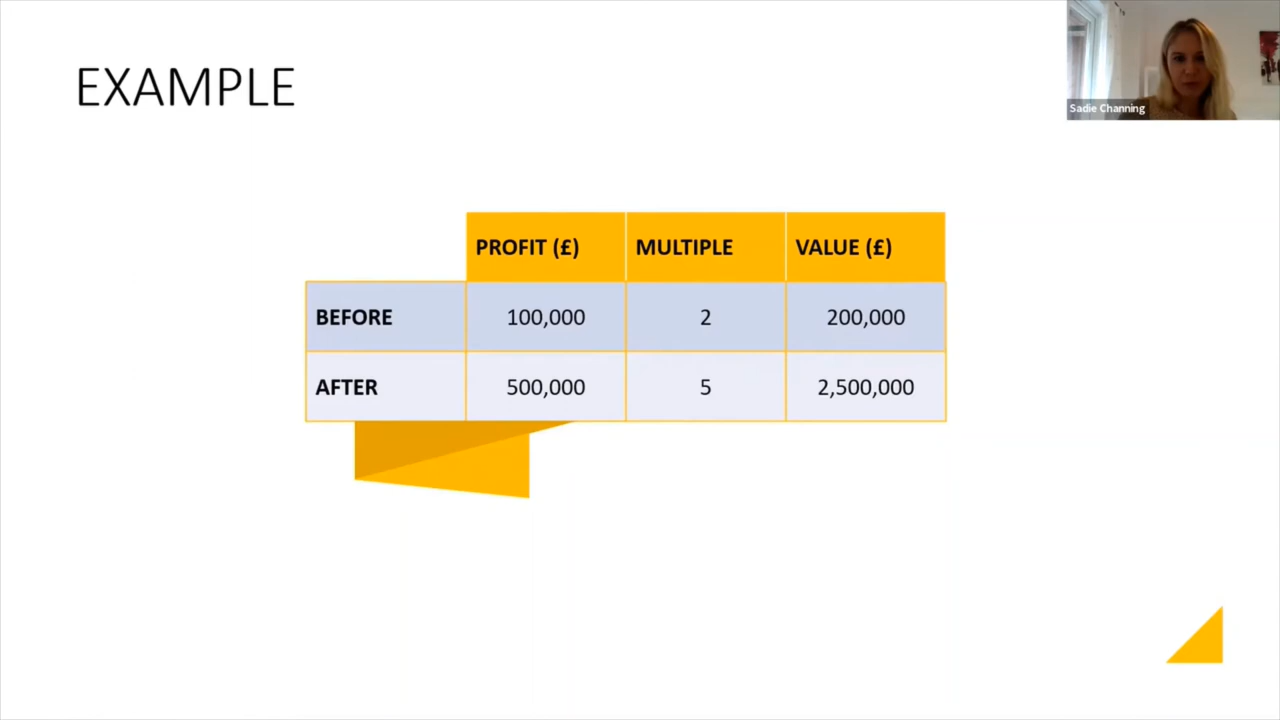 EXAMPLE
Sadie Channing
PROFIT (£) MULTIPLE VALUE (£)
BEFORE 100,000 2 200,000
AFTER 500,000 5 2,500,000